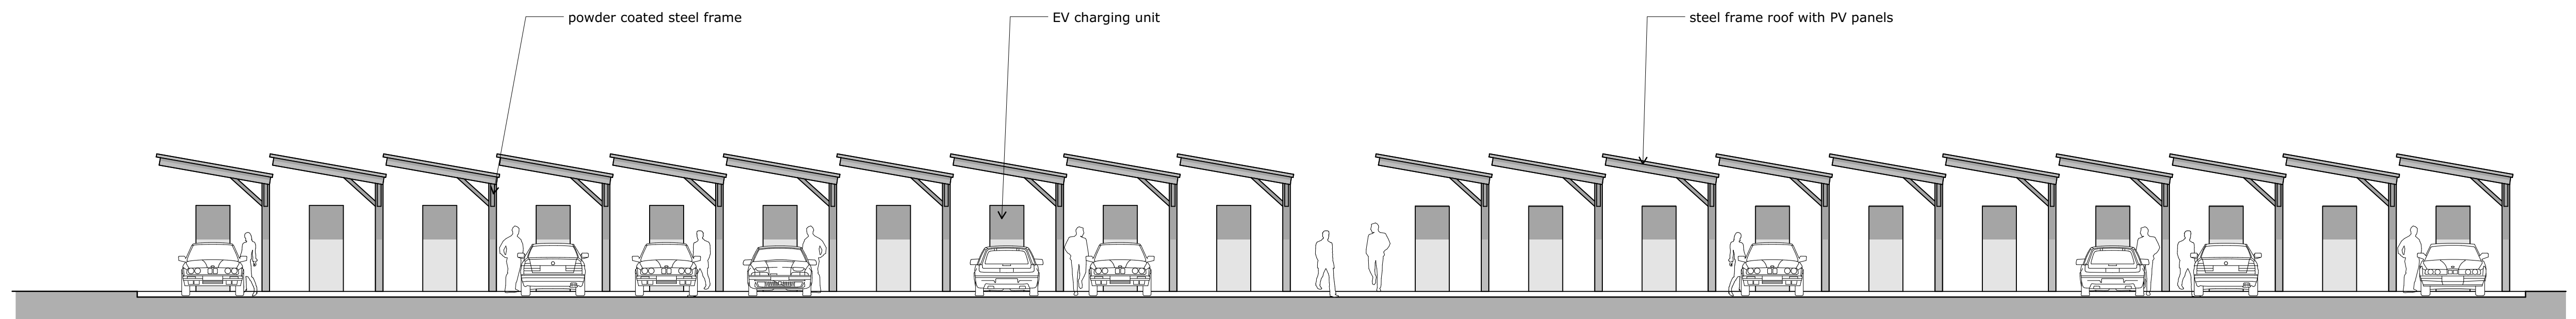 powder coated steel frame
EV charging unit
steel frame roof with PV panels